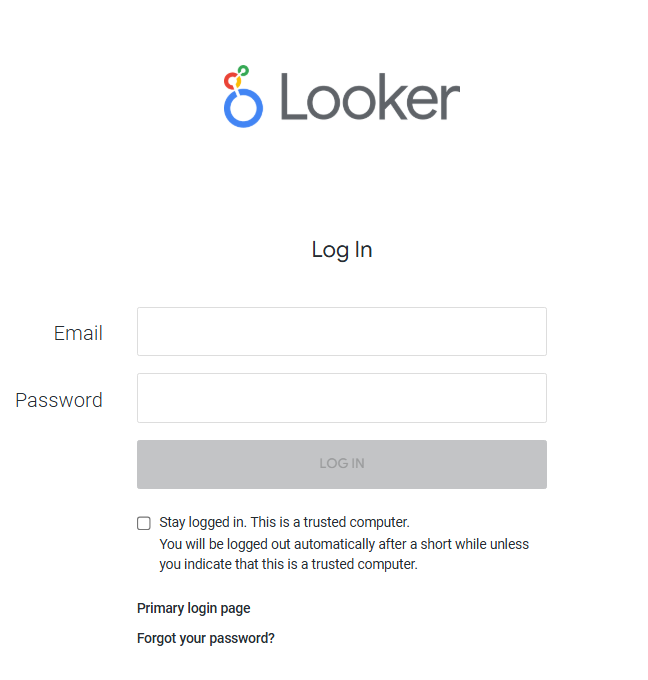 Looker
Log In
Email
Password
LOG IN
Stay logged in. This is a trusted computer.
You will be logged out automatically after a short while unless
you indicate that this is a trusted computer.
Primary login page
Forgot your password?